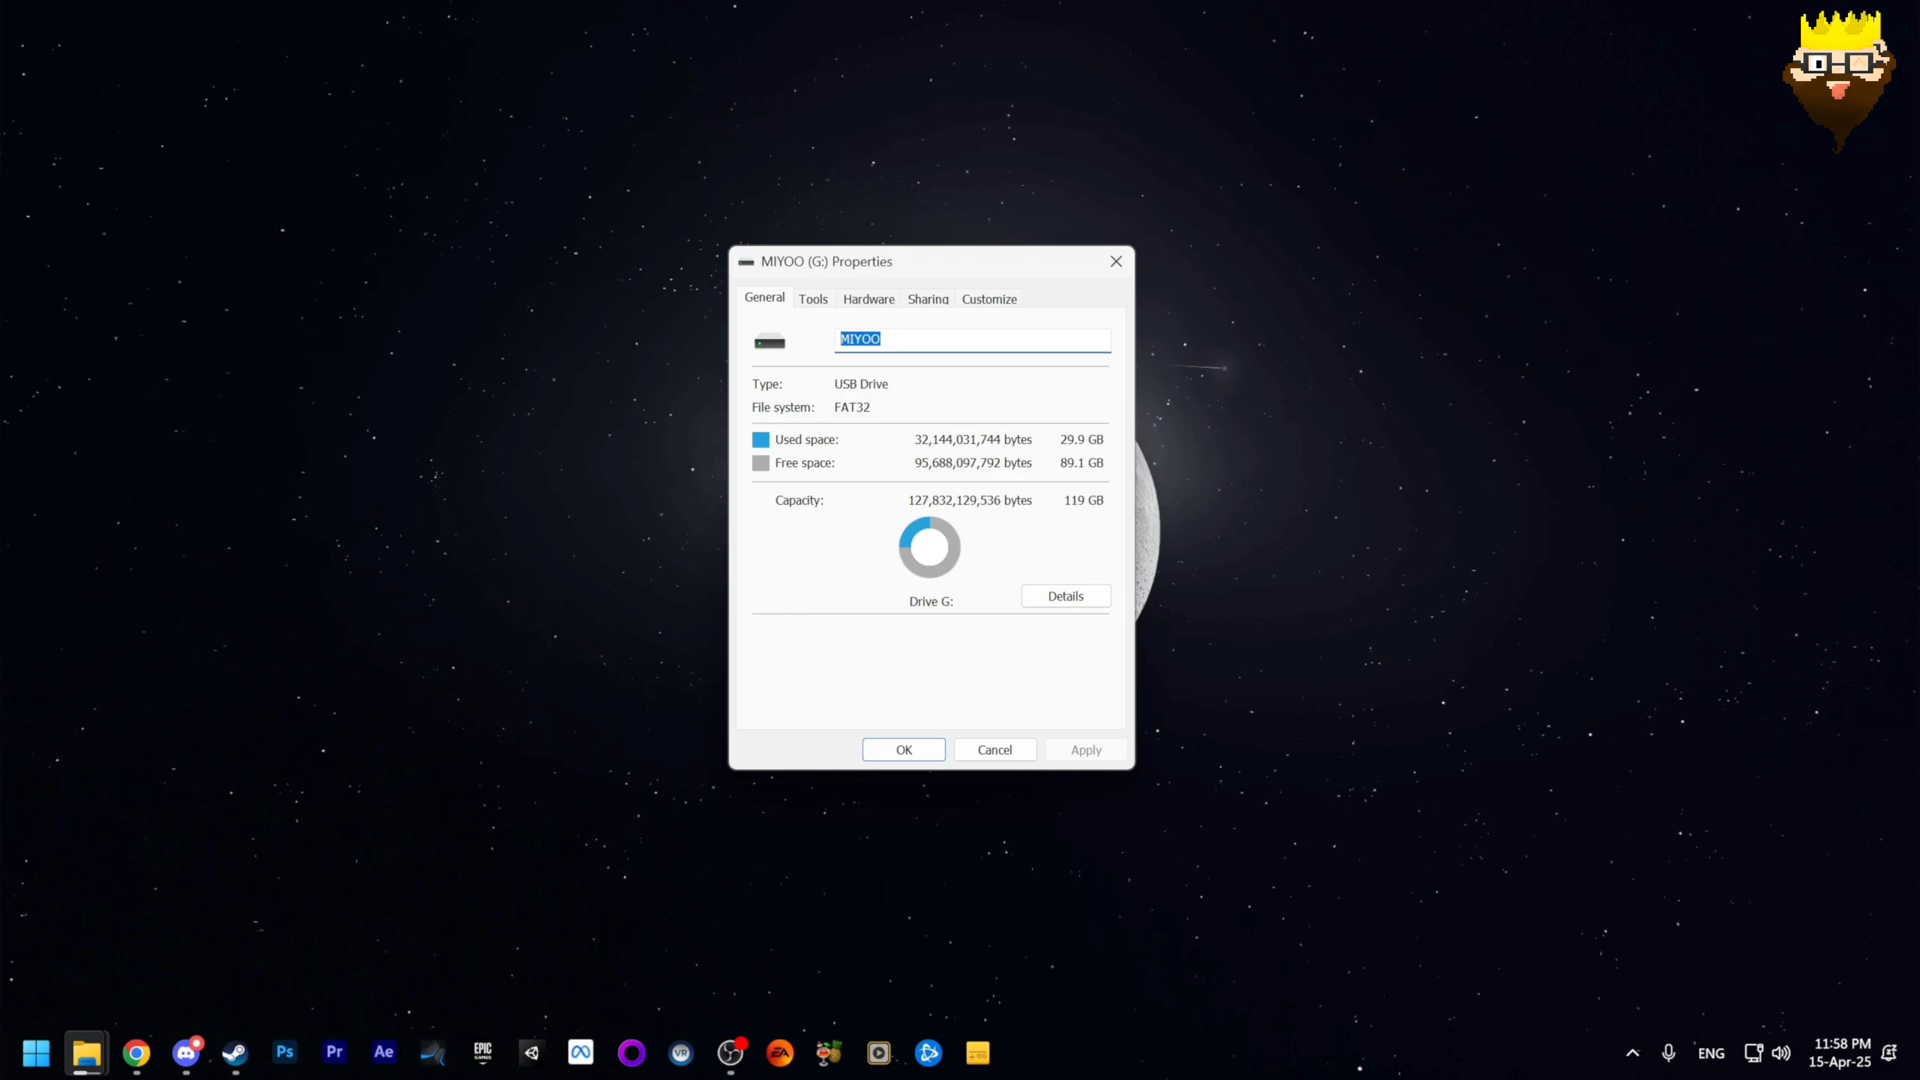 MIYOO (G:) Properties
General Tools Hardware Sharing Customize
MIYOO
Type: USB Drive
File system: FAT32
Used space: 32,144,031,744 bytes 29.9 GB
Free space: 95,688,097,792 bytes 89.1 GB
Capacity: 127,832,129,536 bytes 119 GB
Drive G:
Details
OK Cancel Apply
Ps Pr Ae EPIC GAMES VR EA
ENG
11:58 PM
15-Apr-25